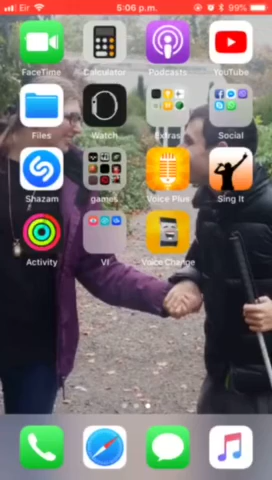 Eir 5:06 p.m. 99%
FaceTime Calculator Podcasts YouTube
Files Watch Extras Social
Shazam games Voice Plus Sing It
Activity VI Voice Change